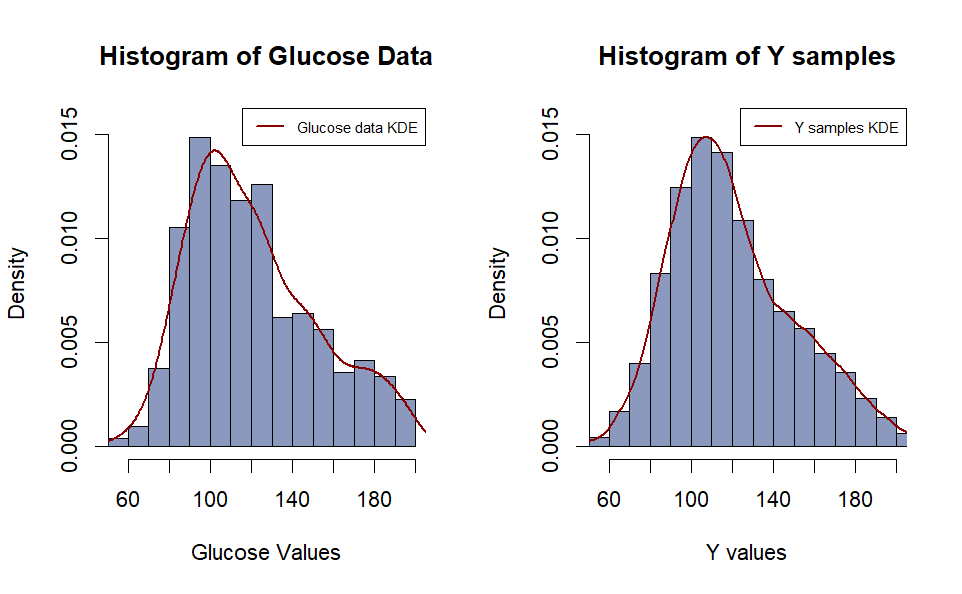 Histogram of Glucose Data
Glucose data KDE
Density
0.000
0.005
0.010
0.015
60
100
140
180
Glucose Values
Histogram of Y samples
Y samples KDE
Density
0.000
0.005
0.010
0.015
60
100
140
180
Y values